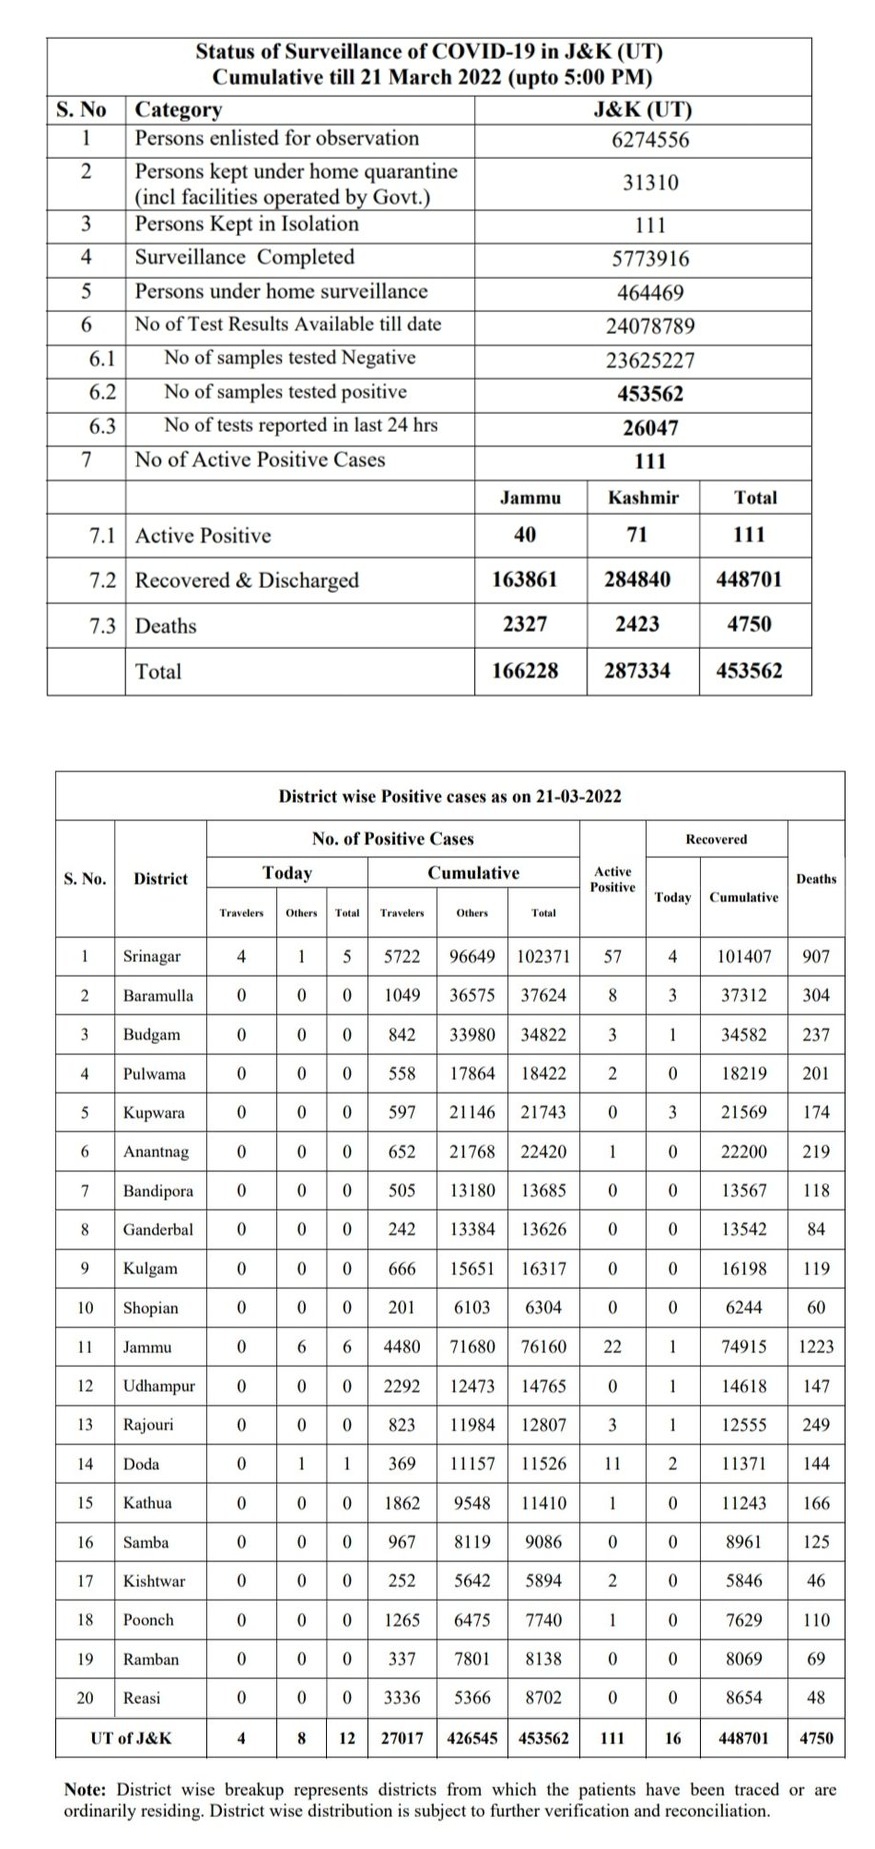 Status of Surveillance of COVID-19 in J&K (UT)
Cumulative till 21 March 2022 (upto 5:00 PM)
S. No Category J&K (UT)
1 Persons enlisted for observation 6274556
2 Persons kept under home quarantine
(incl facilities operated by Govt.) 31310
3 Persons Kept in Isolation 111
4 Surveillance Completed 5773916
5 Persons under home surveillance 464469
6 No of Test Results Available till date 24078789
6.1 No of samples tested Negative 23625227
6.2 No of samples tested positive 453562
6.3 No of tests reported in last 24 hrs 26047
7 No of Active Positive Cases 111
Jammu Kashmir Total
7.1 Active Positive 40 71 111
7.2 Recovered & Discharged 163861 284840 448701
7.3 Deaths 2327 2423 4750
Total 166228 287334 453562
District wise Positive cases as on 21-03-2022
No. of Positive Cases Recovered
S. No. District Today Cumulative Active
Positive Deaths
Today Cumulative
Travelers Others Total Travelers Others Total
1 Srinagar 4 1 5 5722 96649 102371 57 4 101407 907
2 Baramulla 0 0 0 1049 36575 37624 8 3 37312 304
3 Budgam 0 0 0 842 33980 34822 3 1 34582 237
4 Pulwama 0 0 0 558 17864 18422 2 0 18219 201
5 Kupwara 0 0 0 597 21146 21743 0 3 21569 174
6 Anantnag 0 0 0 652 21768 22420 1 0 22200 219
7 Bandipora 0 0 0 505 13180 13685 0 0 13567 118
8 Ganderbal 0 0 0 242 13384 13626 0 0 13542 84
9 Kulgam 0 0 0 666 15651 16317 0 0 16198 119
10 Shopian 0 0 0 201 6103 6304 0 0 6244 60
11 Jammu 0 6 6 4480 71680 76160 22 1 74915 1223
12 Udhampur 0 0 0 2292 12473 14765 0 1 14618 147
13 Rajouri 0 0 0 823 11984 12807 3 1 12555 249
14 Doda 0 1 1 369 11157 11526 11 2 11371 144
15 Kathua 0 0 0 1862 9548 11410 1 0 11243 166
16 Samba 0 0 0 967 8119 9086 0 0 8961 125
17 Kishtwar 0 0 0 252 5642 5894 2 0 5846 46
18 Poonch 0 0 0 1265 6475 7740 1 0 7629 110
19 Ramban 0 0 0 337 7801 8138 0 0 8069 69
20 Reasi 0 0 0 3336 5366 8702 0 0 8654 48
UT of J&K 4 8 12 27017 426545 453562 111 16 448701 4750
Note: District wise breakup represents districts from which the patients have been traced or are
ordinarily residing. District wise distribution is subject to further verification and reconciliation.